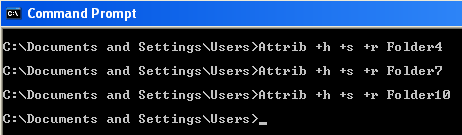 C:\ Command Prompt
C:\Documents and Settings\Users>Attrib +h +s +r Folder4
C:\Documents and Settings\Users>Attrib +h +s +r Folder7
C:\Documents and Settings\Users>Attrib +h +s +r Folder10
C:\Documents and Settings\Users>_